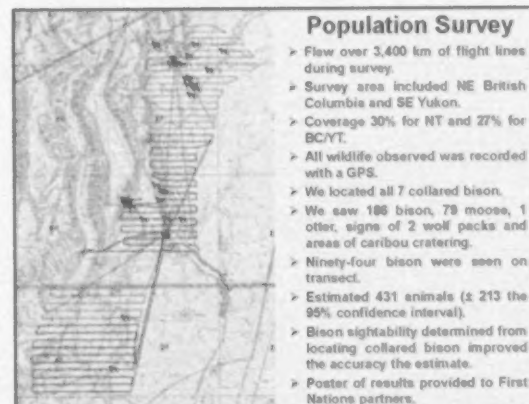 Population Survey
➢ Flew over 3,400 km of flight lines
during survey.
➢ Survey area included NE British
Columbia and SE Yukon.
➢ Coverage 30% for NT and 27% for
BC/YT.
➢ All wildlife observed was recorded
with a GPS.
➢ We located all 7 collared bison.
➢ We saw 186 bison, 79 moose, 1
otter, signs of 2 wolf packs and
areas of caribou cratering.
➢ Ninety-four bison were seen on
transect.
➢ Estimated 431 animals (± 213 the
95% confidence interval).
➢ Bison sightability determined from
locating collared bison improved
the accuracy the estimate.
➢ Poster of results provided to First
Nations partners.